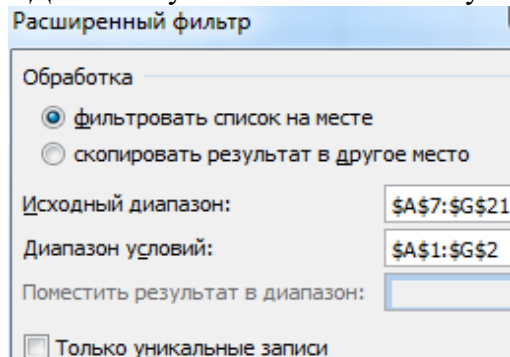 Расширенный фильтр
Обработка
фильтровать список на месте
скопировать результат в другое место
Исходный диапазон: $A$7:$G$21
Диапазон условий: $A$1:$G$2
Поместить результат в диапазон:
Только уникальные записи